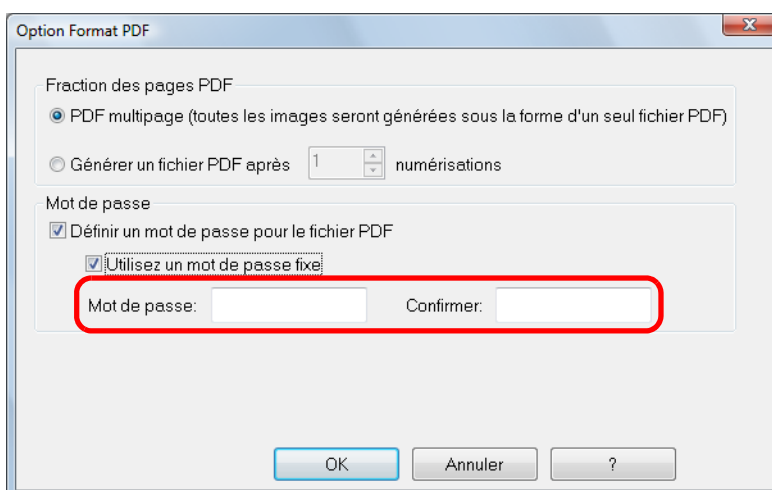 Option Format PDF
Fraction des pages PDF
PDF multipage (toutes les images seront générées sous la forme d'un seul fichier PDF)
Générer un fichier PDF après 1 numérisations
Mot de passe
Définir un mot de passe pour le fichier PDF
Utilisez un mot de passe fixe
Mot de passe: Confirmer:
OK Annuler ?